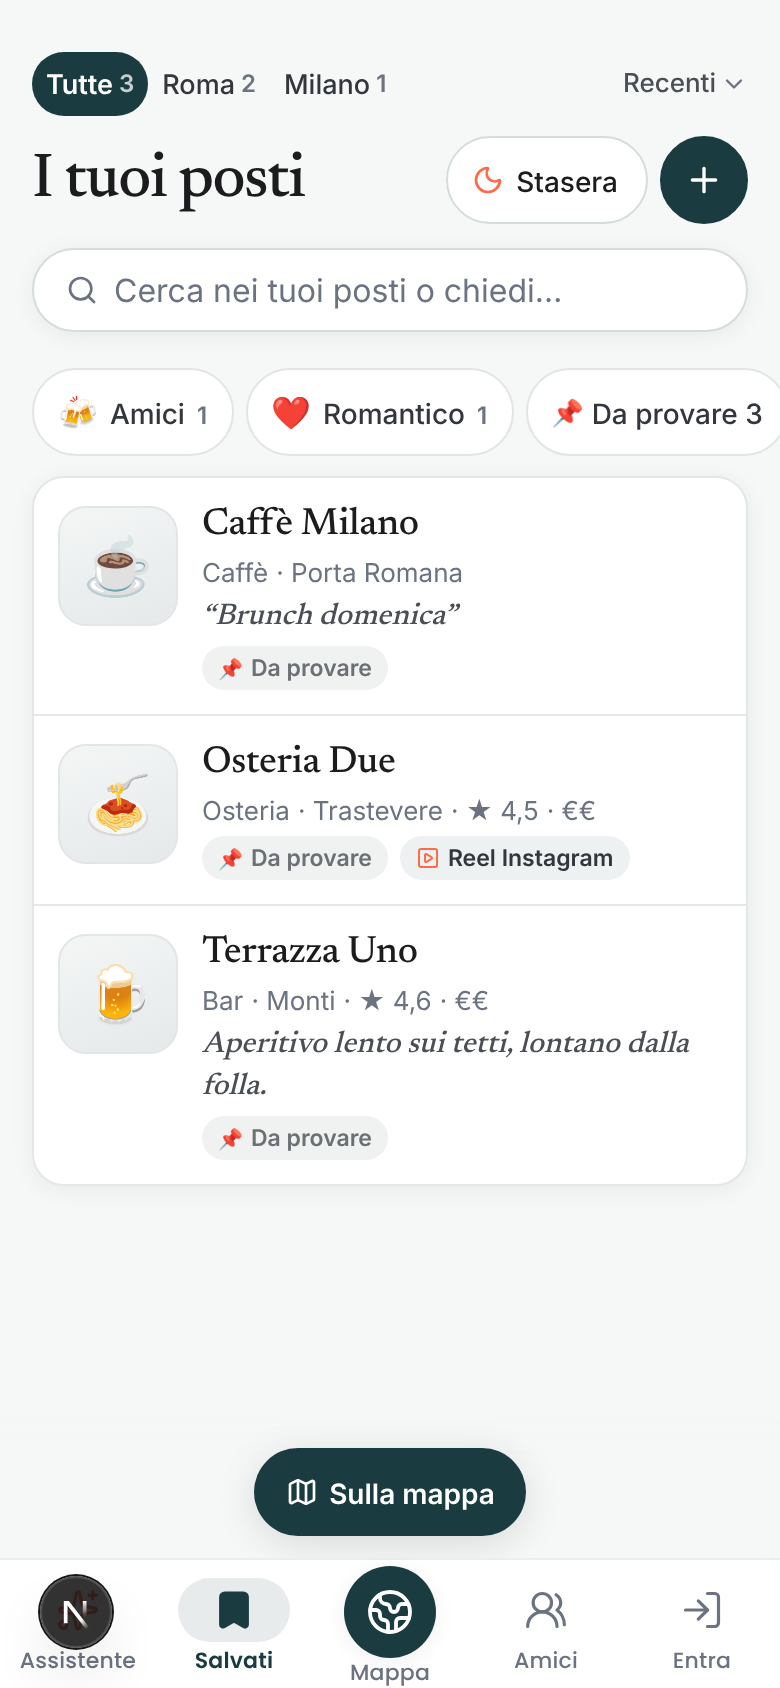 Tutte 3 Roma 2 Milano 1 Recenti
I tuoi posti
Stasera
Cerca nei tuoi posti o chiedi...
Amici 1 Romantico 1 Da provare 3
Caffè Milano
Caffè · Porta Romana
“Brunch domenica”
Da provare
Osteria Due
Osteria · Trastevere · ★ 4,5 · €€
Da provare Reel Instagram
Terrazza Uno
Bar · Monti · ★ 4,6 · €€
Aperitivo lento sui tetti, lontano dalla
folla.
Da provare
Sulla mappa
N
Assistente Salvati Mappa Amici Entra